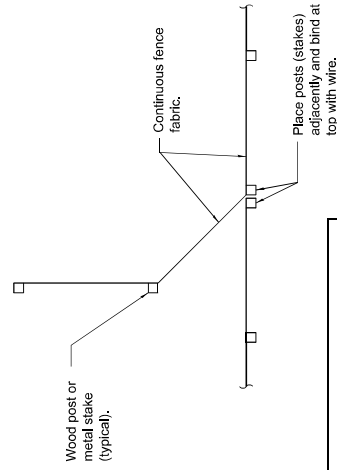 Wood post or
metal stake
(typical).
Continuous fence
fabric.
Place posts (stakes)
adjacently and bind at
top with wire.